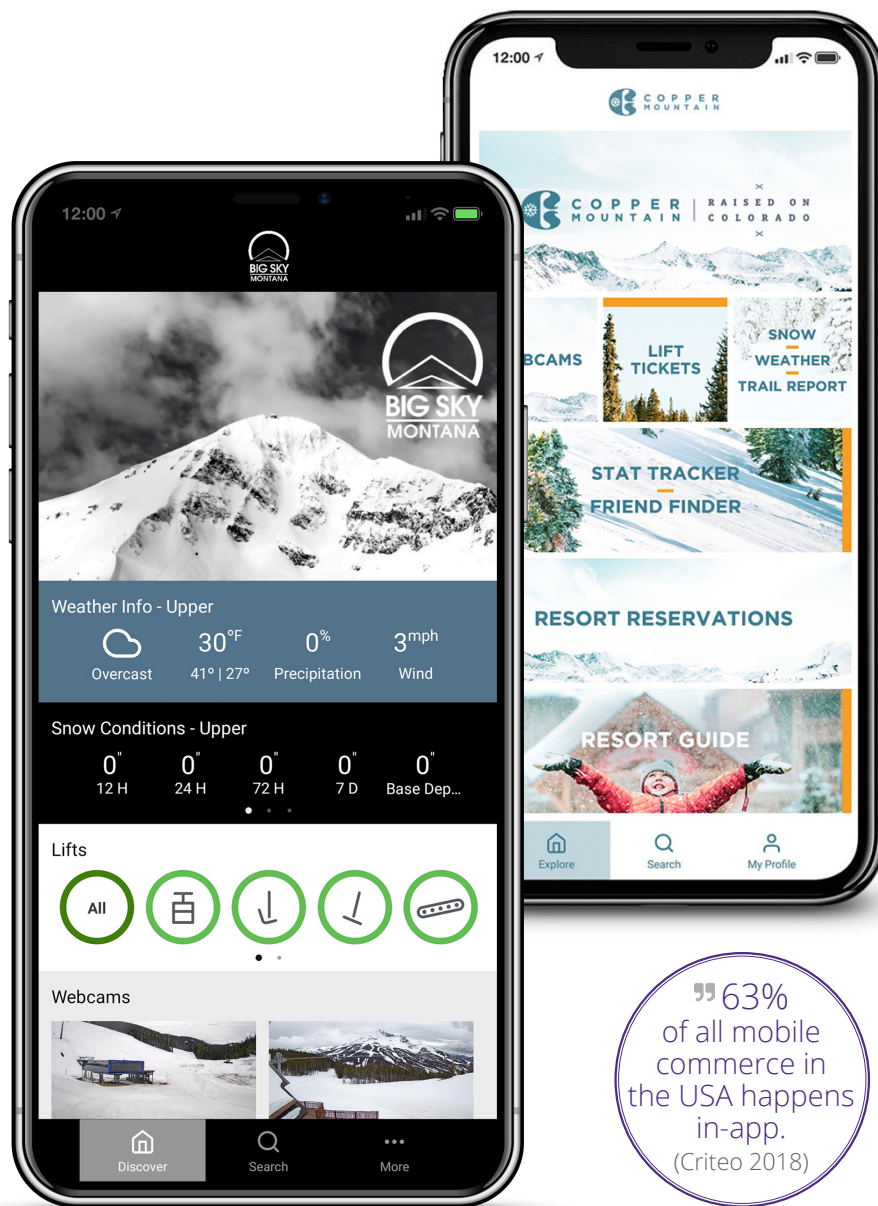 12:00
COPPER
MOUNTAIN
COPPER
MOUNTAIN
RAISED ON
COLORADO
BCAMS
LIFT
TICKETS
SNOW
WEATHER
TRAIL REPORT
STAT TRACKER
FRIEND FINDER
RESORT RESERVATIONS
RESORT GUIDE
Explore
Search
My Profile
12:00
BIG SKY
MONTANA
BIG SKY
MONTANA
Weather Info - Upper
30°F
0%
3mph
Overcast
41° | 27°
Precipitation
Wind
Snow Conditions - Upper
0" 0" 0" 0" 0"
12 H 24 H 72 H 7 D Base Dep...
Lifts
All
Webcams
Discover
Search
More
” 63%
of all mobile
commerce in
the USA happens
in-app.
(Criteo 2018)